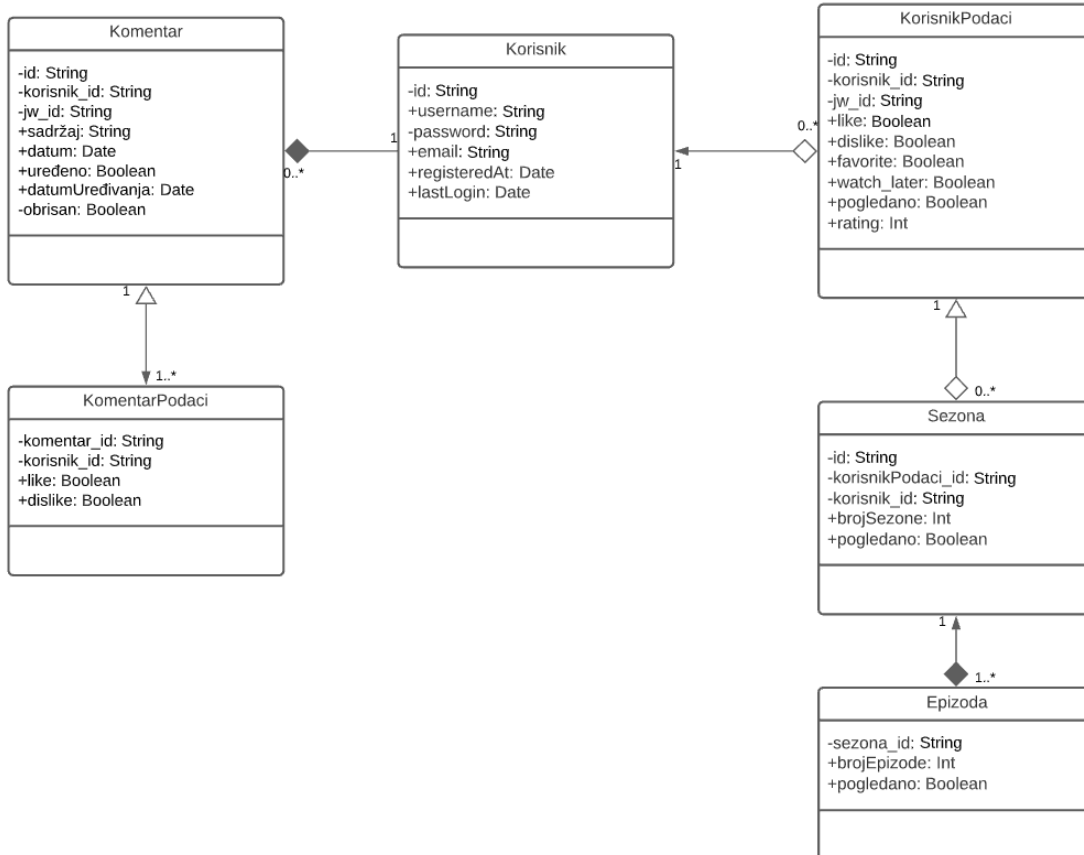 Komentar
-id: String
-korisnik_id: String
-jw_id: String
+sadržaj: String
+datum: Date
+uređeno: Boolean
+datumUređivanja: Date
-obrisan: Boolean
1
1..*
KomentarPodaci
-komentar_id: String
-korisnik_id: String
+like: Boolean
+dislike: Boolean
0..*
1
Korisnik
-id: String
+username: String
-password: String
+email: String
+registeredAt: Date
+lastLogin: Date
1
0..*
KorisnikPodaci
-id: String
-korisnik_id: String
-jw_id: String
+like: Boolean
+dislike: Boolean
+favorite: Boolean
+watch_later: Boolean
+pogledano: Boolean
+rating: Int
1
0..*
Sezona
-id: String
-korisnikPodaci_id: String
-korisnik_id: String
+brojSezone: Int
+pogledano: Boolean
1
1..*
Epizoda
-sezona_id: String
+brojEpizode: Int
+pogledano: Boolean